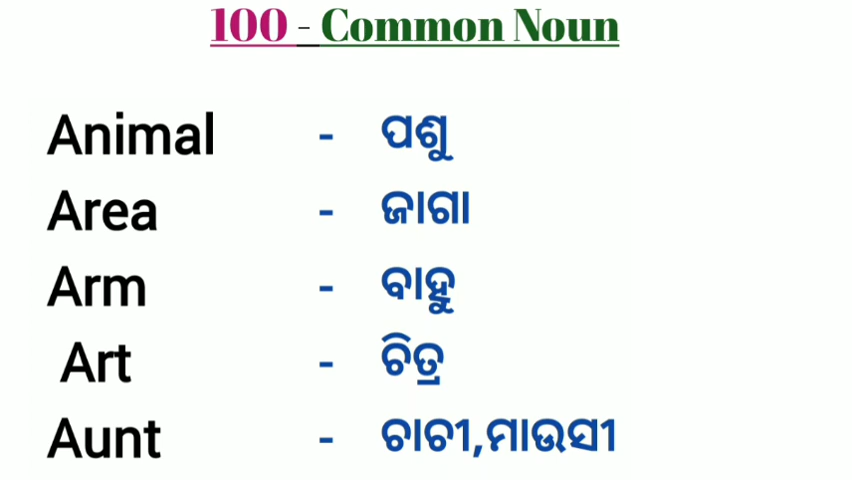 100 - Common Noun
Animal - ପଶୁ
Area - ଜାଗା
Arm - ବାହୁ
Art - ଚିତ୍ର
Aunt - ଚାଚୀ,ମାଉସୀ